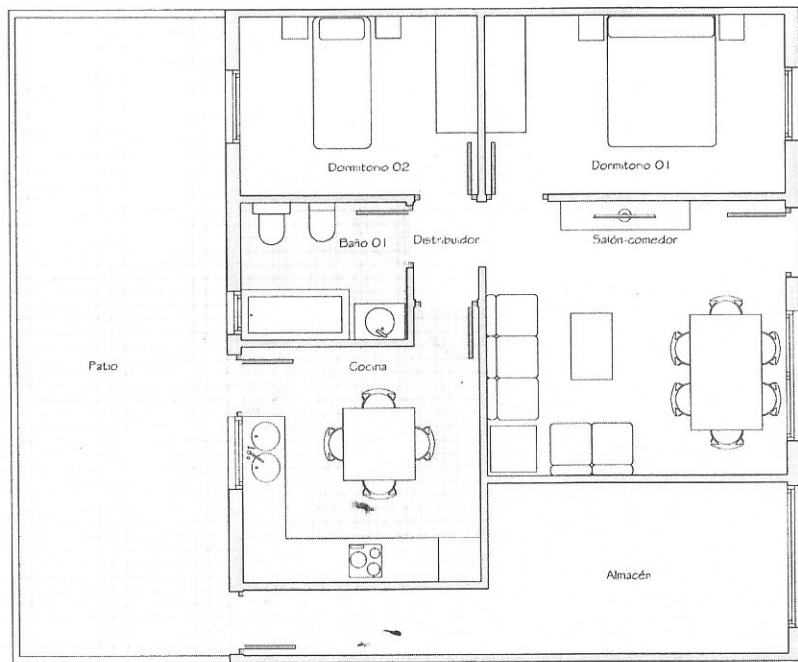 Dormitorio 02
Dormitorio 01
Baño 01
Distribuidor
Salón-comedor
Patio
Cocina
Almacén